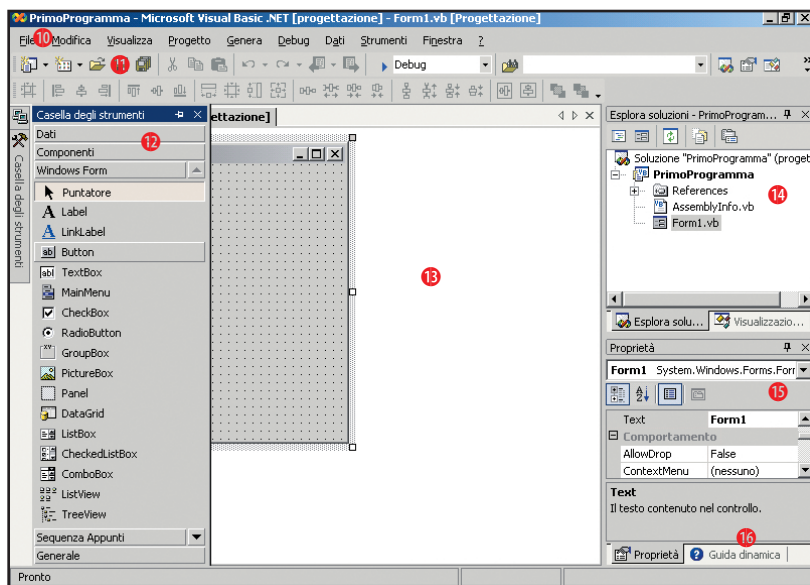 PrimoProgramma - Microsoft Visual Basic .NET [progettazione] - Form1.vb [Progettazione]
File 10 Modifica Visualizza Progetto Genera Debug Dati Strumenti Finestra ?
11 Debug
Casella degli strumenti
ettazione]
Esplora soluzioni - PrimoProgram...
Casella degli strumenti
Dati
12
Componenti
Windows Form
Puntatore
Label
LinkLabel
Button
TextBox
MainMenu
CheckBox
RadioButton
GroupBox
PictureBox
Panel
DataGrid
ListBox
CheckedListBox
ComboBox
ListView
TreeView
Sequenza Appunti
Generale
13
Soluzione "PrimoProgramma" (proget
PrimoProgramma
References
14
AssemblyInfo.vb
Form1.vb
Esplora solu... Visualizzazio...
Proprietà
Form1 System.Windows.Forms.Forr
15
Text Form1
Comportamento
AllowDrop False
ContextMenu (nessuno)
Text
Il testo contenuto nel controllo.
16
Proprietà Guida dinamica
Pronto